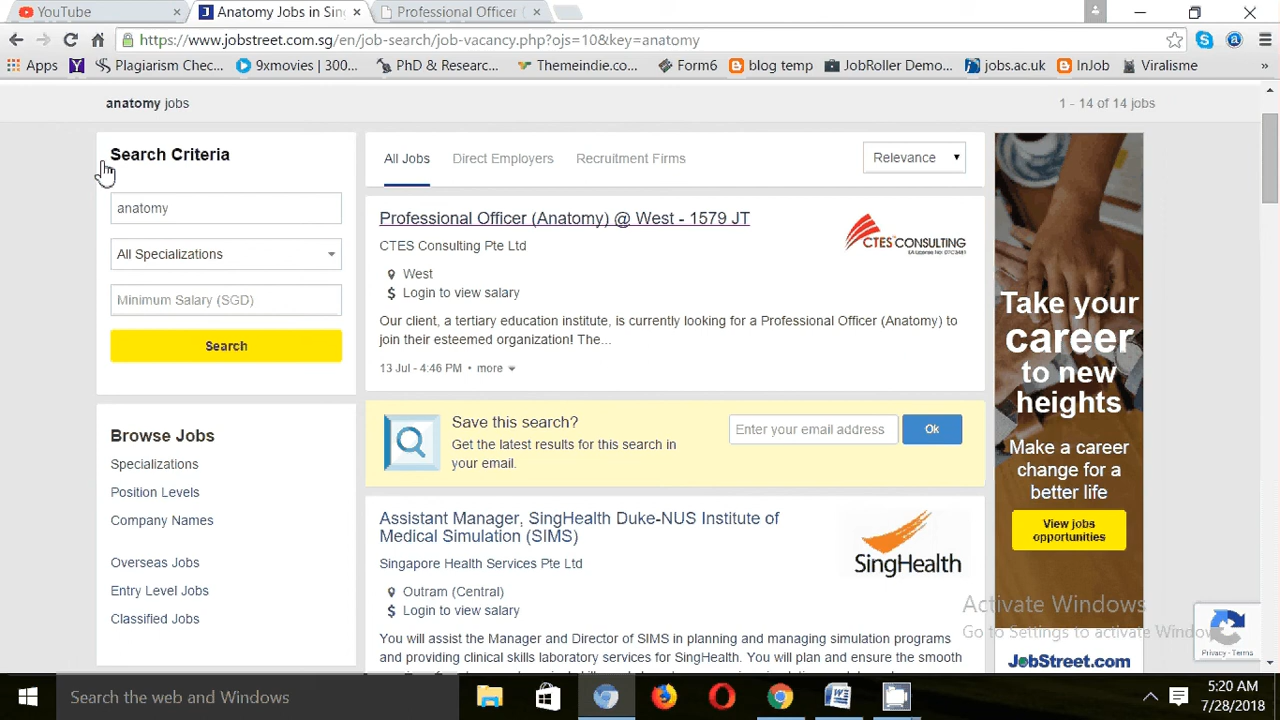 YouTube
Anatomy Jobs in Sin
Professional Officer (
https://www.jobstreet.com.sg/en/job-search/job-vacancy.php?ojs=10&key=anatomy
Apps
Plagiarism Chec...
9xmovies | 300...
PhD & Researc...
Themeindie.co...
Form6
blog temp
JobRoller Demo...
jobs.ac.uk
InJob
Viralisme
»
anatomy jobs
1 - 14 of 14 jobs
Search Criteria
anatomy
All Specializations
Minimum Salary (SGD)
Search
Browse Jobs
Specializations
Position Levels
Company Names
Overseas Jobs
Entry Level Jobs
Classified Jobs
All Jobs
Direct Employers
Recruitment Firms
Relevance
Professional Officer (Anatomy) @ West - 1579 JT
CTES Consulting Pte Ltd
CTES CONSULTING
West
$ Login to view salary
Our client, a tertiary education institute, is currently looking for a Professional Officer (Anatomy) to
join their esteemed organization! The...
13 Jul - 4:46 PM • more
Save this search?
Get the latest results for this search in
your email.
Enter your email address
Ok
Assistant Manager, SingHealth Duke-NUS Institute of
Medical Simulation (SIMS)
Singapore Health Services Pte Ltd
SingHealth
Outram (Central)
$ Login to view salary
You will assist the Manager and Director of SIMS in planning and managing simulation programs
and providing clinical skills laboratory services for SingHealth. You will plan and ensure the smooth
Take your
career
to new
heights
Make a career
change for a
better life
View jobs
opportunities
JobStreet.com
Activate Windows
Go to Settings to activate Windo
Privacy - Terms
Search the web and Windows
5:20 AM
7/28/2018